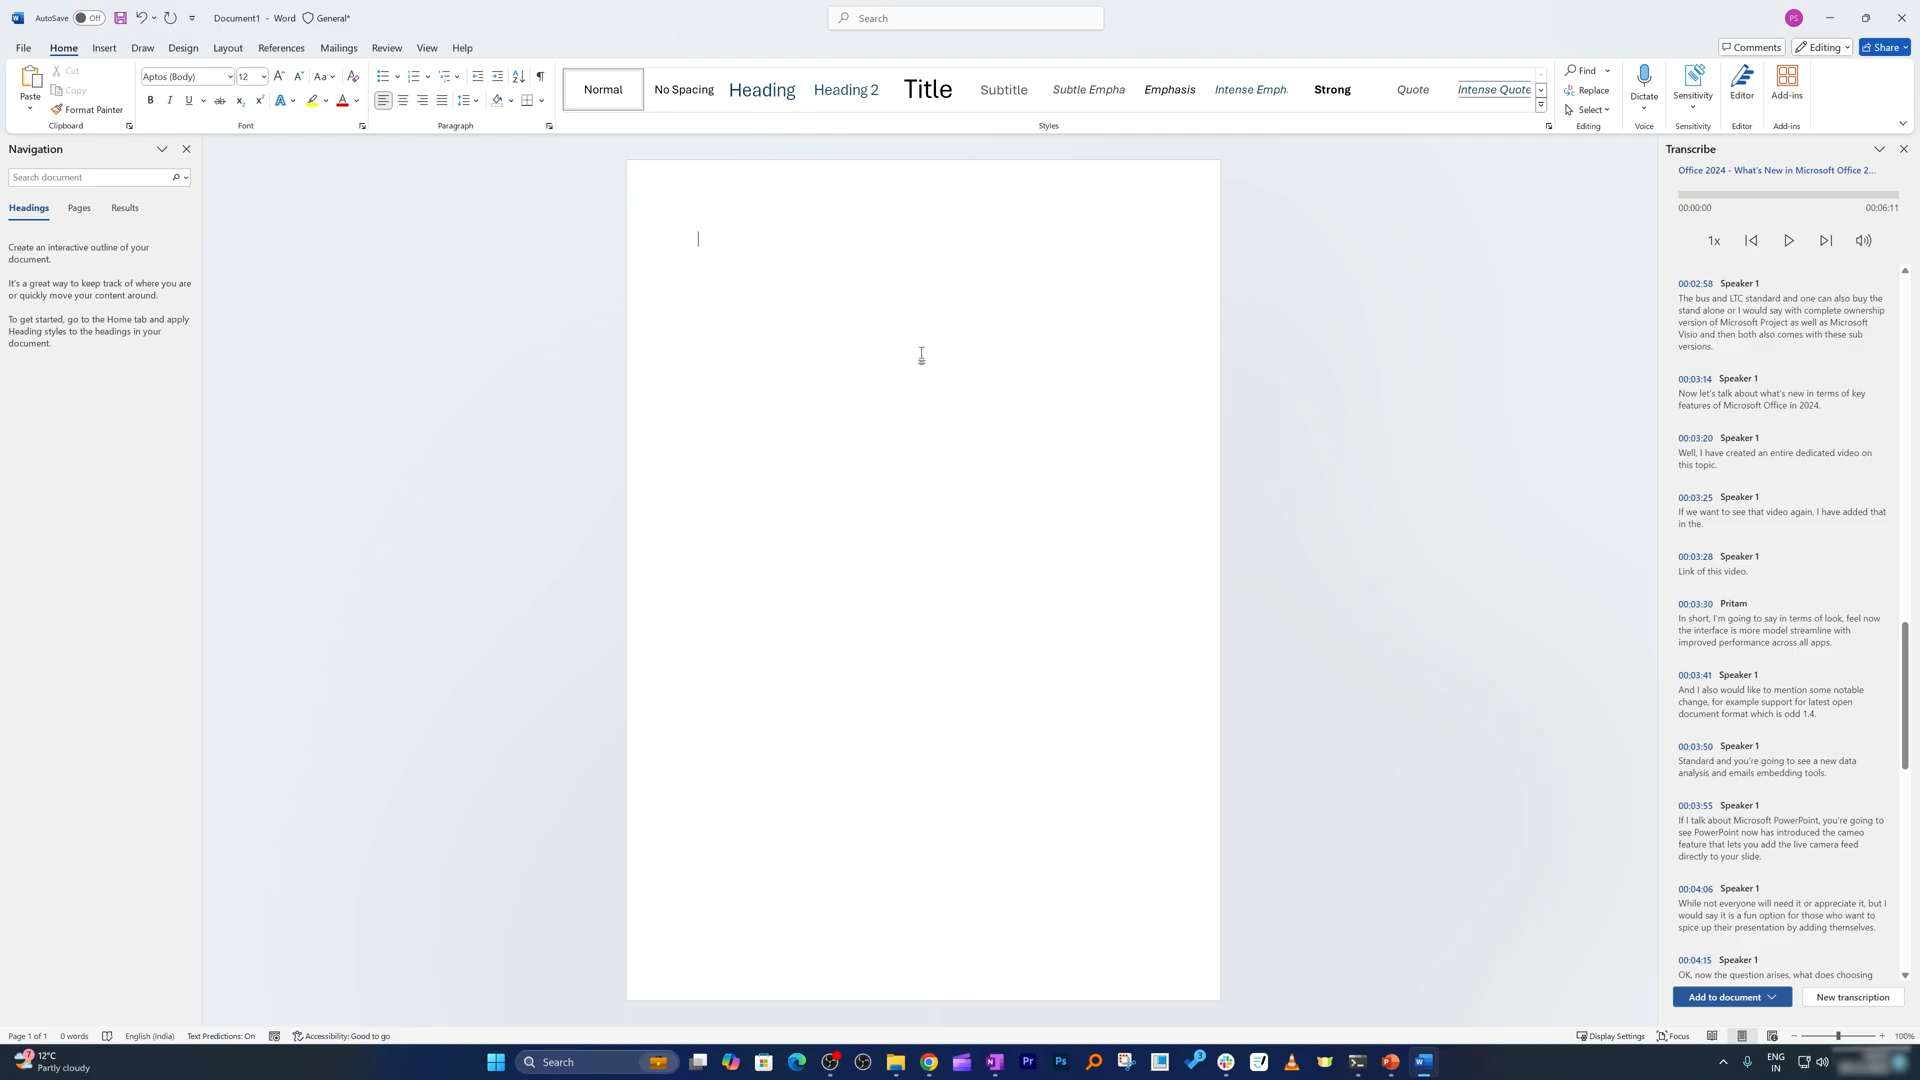 AutoSave Off Document1 - Word General* Search PS
File Home Insert Draw Design Layout References Mailings Review View Help Comments Editing Share
Paste Cut Copy Format Painter Clipboard
Aptos (Body) 12 Aa Font
B I U ab x₂ x² A A
Paragraph
Normal No Spacing Heading Heading 2 Title Subtitle Subtle Empha Emphasis Intense Emph Strong Quote Intense Quote
Styles
Find Replace Select Editing
Dictate Voice
Sensitivity Sensitivity
Editor Editor
Add-ins Add-ins
Navigation
Search document
Headings Pages Results
Create an interactive outline of your
document.
It's a great way to keep track of where you are
or quickly move your content around.
To get started, go to the Home tab and apply
Heading styles to the headings in your
document.
Transcribe
Office 2024 - What's New in Microsoft Office 2...
00:00:00 00:06:11
1x
00:02:58 Speaker 1
The bus and LTC standard and one can also buy the
stand alone or I would say with complete ownership
version of Microsoft Project as well as Microsoft
Visio and then both also comes with these sub
versions.
00:03:14 Speaker 1
Now let's talk about what's new in terms of key
features of Microsoft Office in 2024.
00:03:20 Speaker 1
Well, I have created an entire dedicated video on
this topic.
00:03:25 Speaker 1
If we want to see that video again, I have added that
in the.
00:03:28 Speaker 1
Link of this video.
00:03:30 Pritam
In short, I'm going to say in terms of look, feel now
the interface is more model streamline with
improved performance across all apps.
00:03:41 Speaker 1
And I also would like to mention some notable
change, for example support for latest open
document format which is odd 1.4.
00:03:50 Speaker 1
Standard and you're going to see a new data
analysis and emails embedding tools.
00:03:55 Speaker 1
If I talk about Microsoft PowerPoint, you're going to
see PowerPoint now has introduced the cameo
feature that lets you add the live camera feed
directly to your slide.
00:04:06 Speaker 1
While not everyone will need it or appreciate it, but I
would say it is a fun option for those who want to
spice up their presentation by adding themselves.
00:04:15 Speaker 1
OK, now the question arises, what does choosing
Add to document New transcription
Page 1 of 1 0 words English (India) Text Predictions: On Accessibility: Good to go Display Settings Focus 100%
12°C
Partly cloudy
Search
ENG
IN